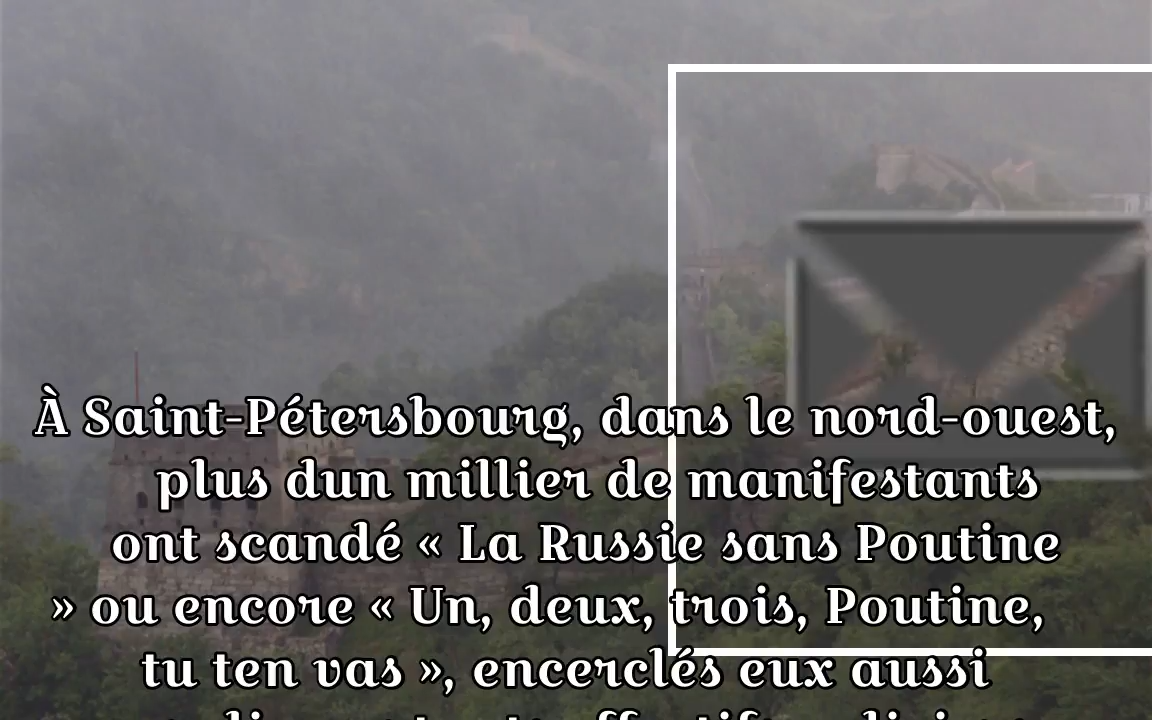 À Saint-Pétersbourg, dans le nord-ouest,
plus dun millier de manifestants
ont scandé « La Russie sans Poutine
» ou encore « Un, deux, trois, Poutine,
tu ten vas », encerclés eux aussi